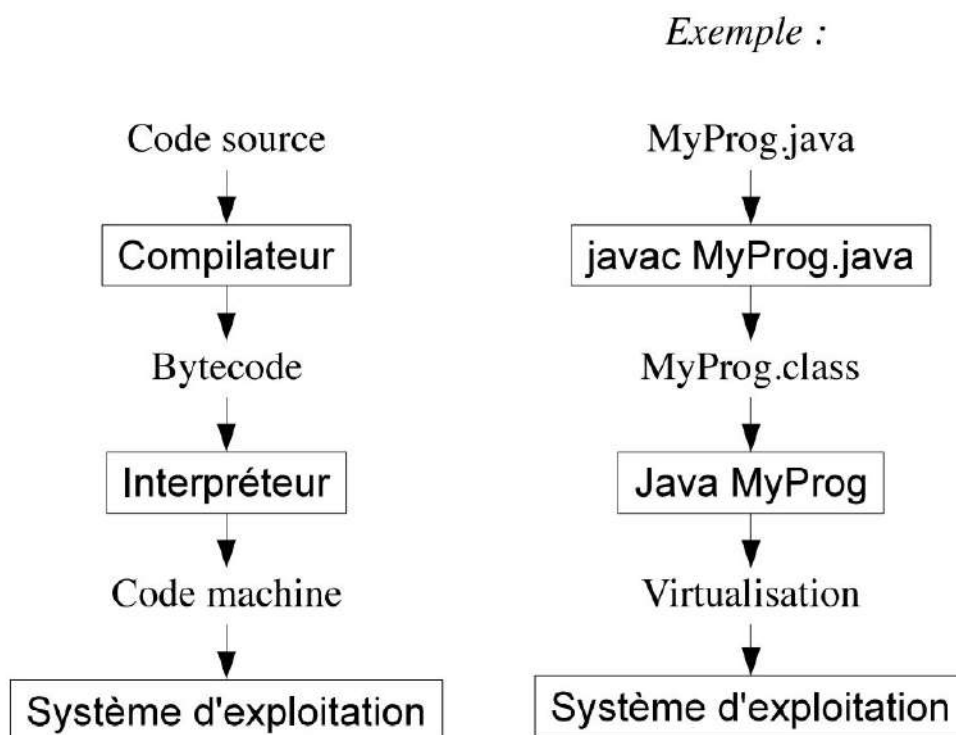 Exemple :
Code source
MyProg.java
Compilateur
javac MyProg.java
Bytecode
MyProg.class
Interpréteur
Java MyProg
Code machine
Virtualisation
Système d'exploitation
Système d'exploitation